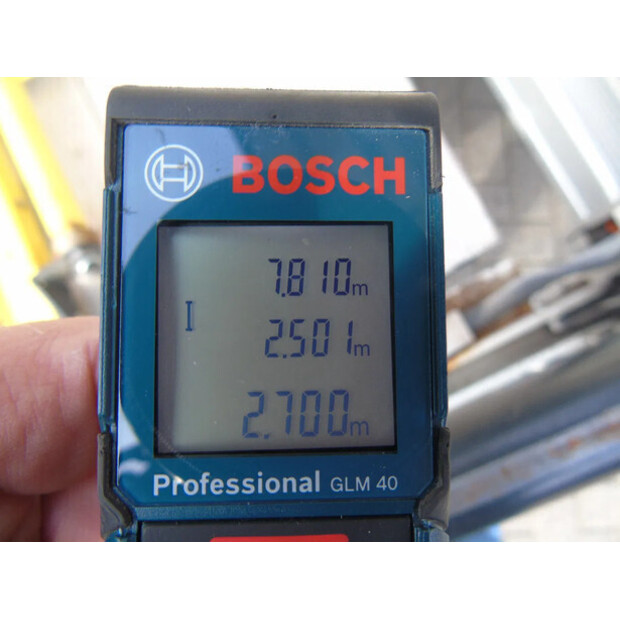 BOSCH
7.810m
2.501m
2.700m
Professional GLM 40